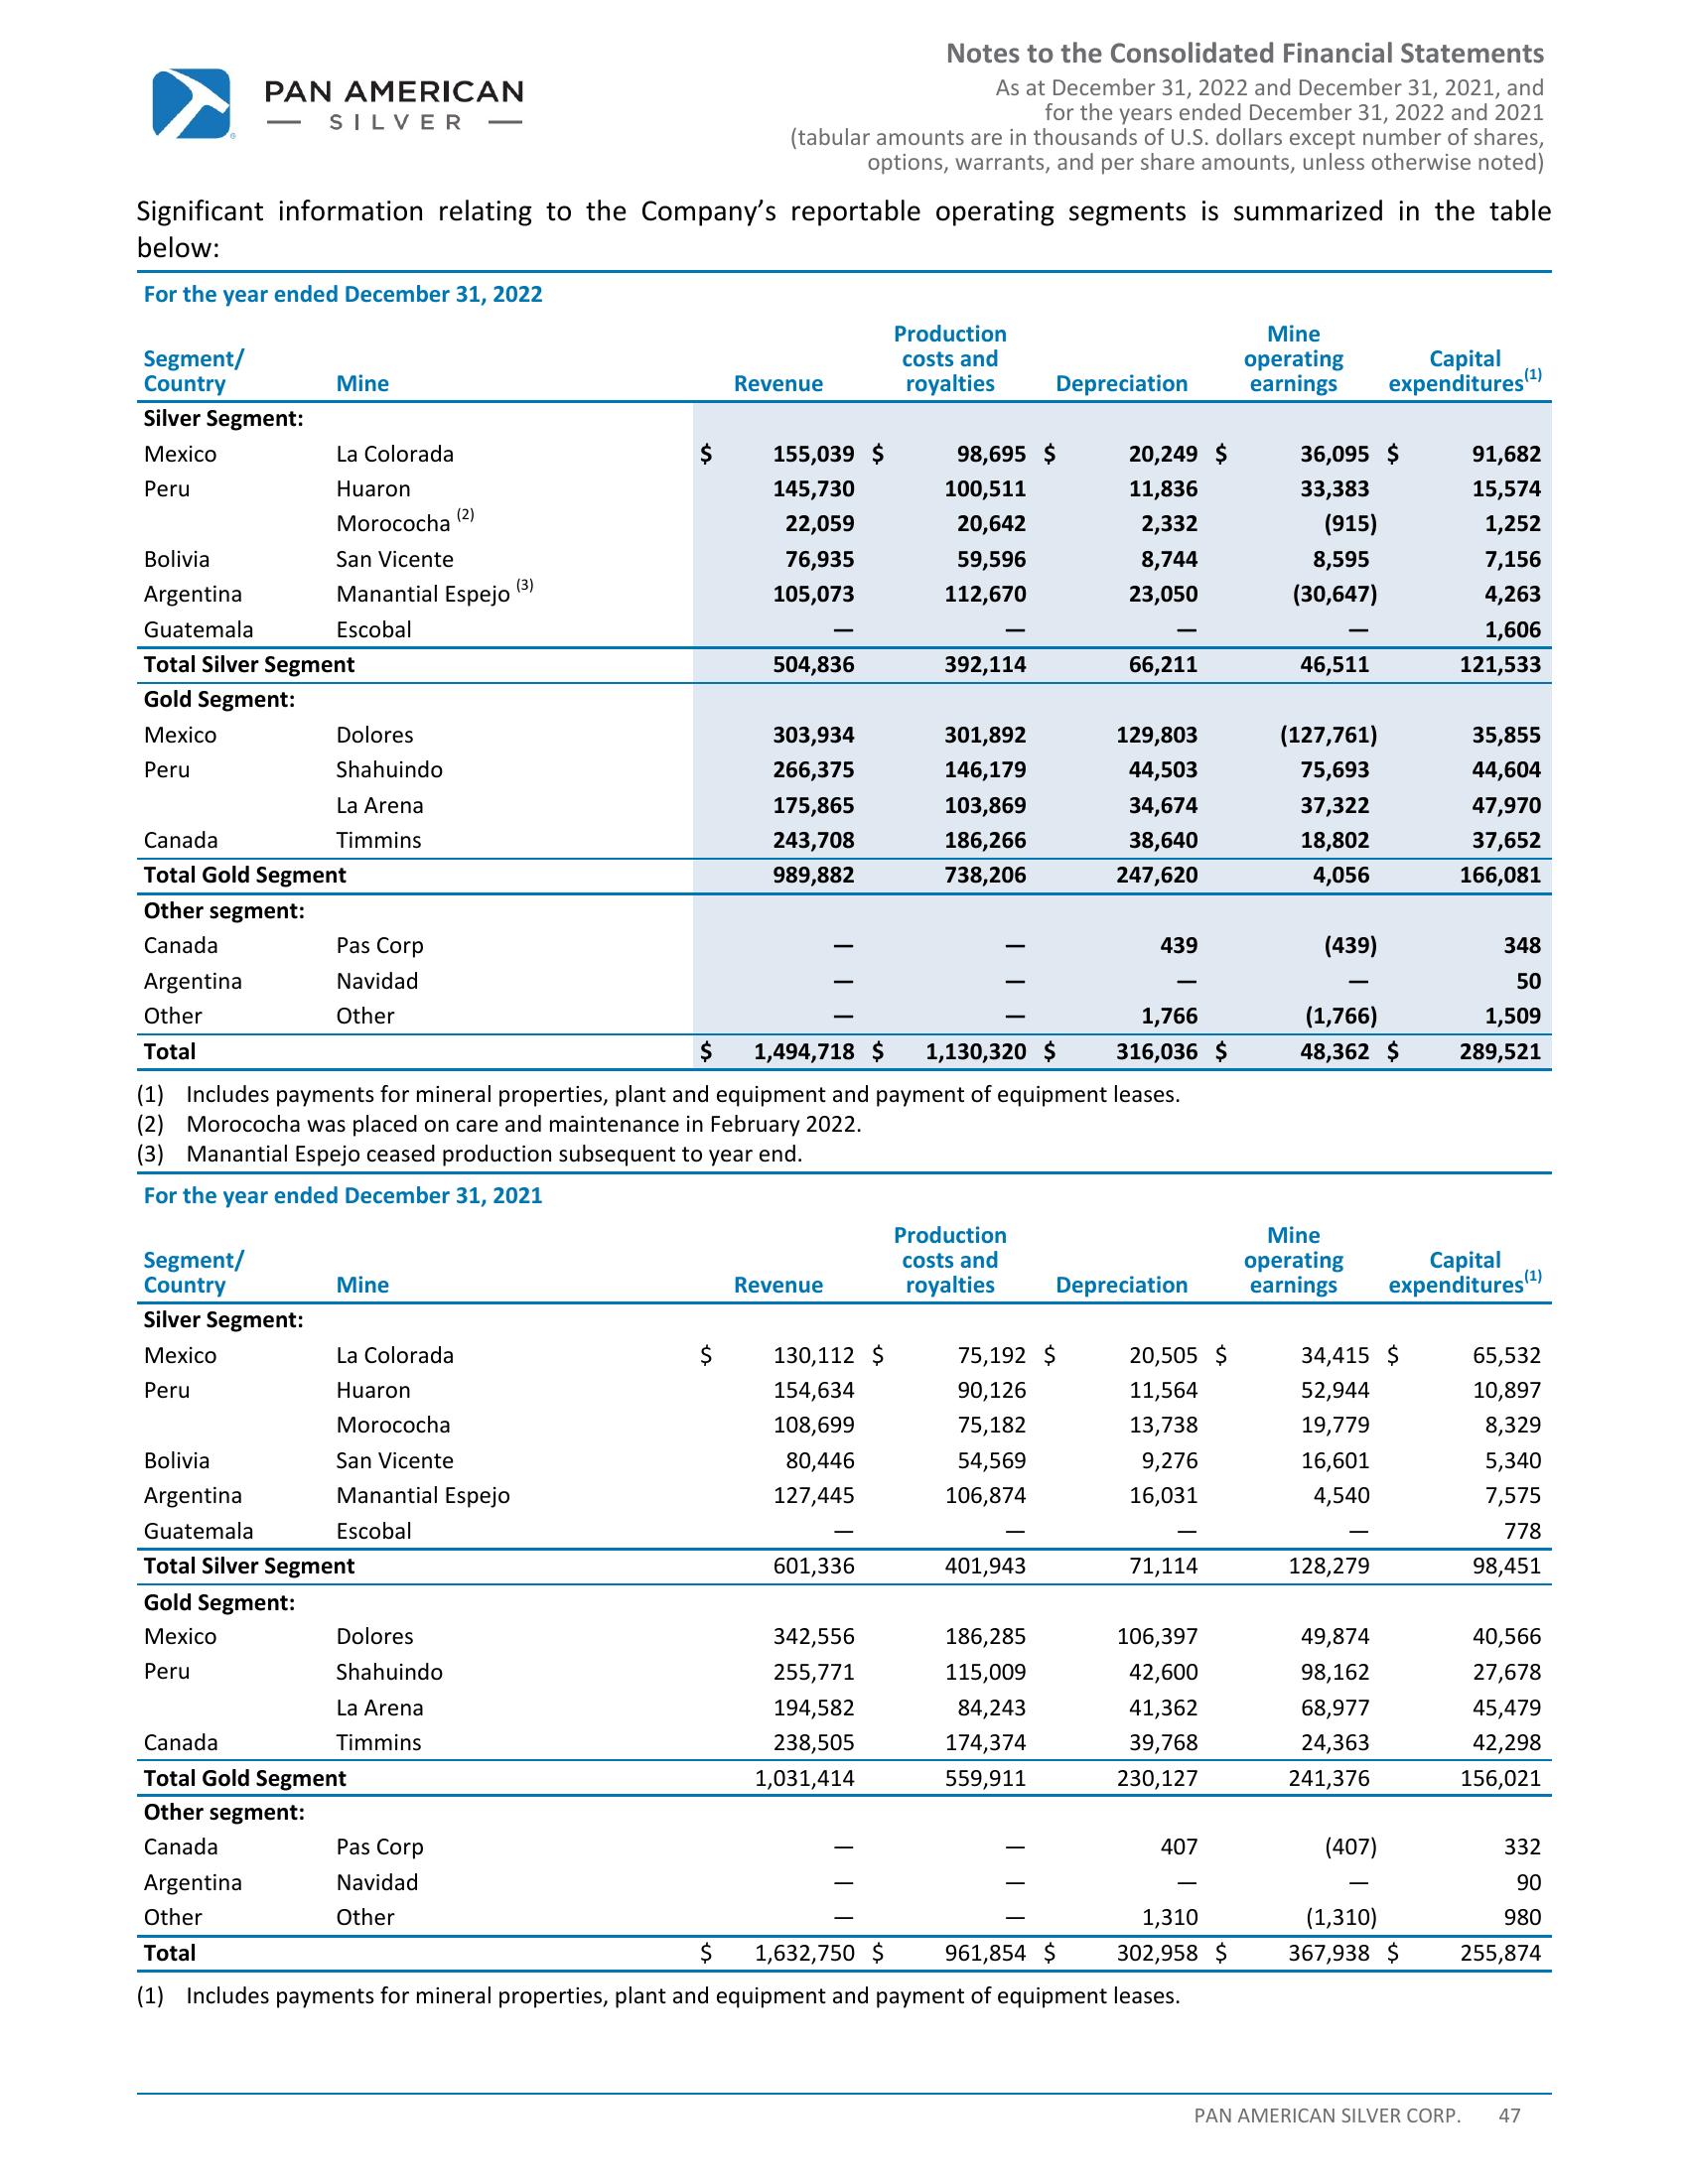 PAN AMERICAN
SILVER
Notes to the Consolidated Financial Statements
As at December 31, 2022 and December 31, 2021, and
for the years ended December 31, 2022 and 2021
(tabular amounts are in thousands of U.S. dollars except number of shares,
options, warrants, and per share amounts, unless otherwise noted)
Significant information relating to the Company’s reportable operating segments is summarized in the table
below:
For the year ended December 31, 2022
Segment/ Country Mine Revenue Production costs and royalties Depreciation Mine operating earnings Capital expenditures(1)
Silver Segment:
Mexico La Colorada $ 155,039 $ 98,695 $ 20,249 $ 36,095 $ 91,682
Peru Huaron 145,730 100,511 11,836 33,383 15,574
Morococha (2) 22,059 20,642 2,332 (915) 1,252
Bolivia San Vicente 76,935 59,596 8,744 8,595 7,156
Argentina Manantial Espejo (3) 105,073 112,670 23,050 (30,647) 4,263
Guatemala Escobal — — — — 1,606
Total Silver Segment 504,836 392,114 66,211 46,511 121,533
Gold Segment:
Mexico Dolores 303,934 301,892 129,803 (127,761) 35,855
Peru Shahuindo 266,375 146,179 44,503 75,693 44,604
La Arena 175,865 103,869 34,674 37,322 47,970
Canada Timmins 243,708 186,266 38,640 18,802 37,652
Total Gold Segment 989,882 738,206 247,620 4,056 166,081
Other segment:
Canada Pas Corp — — 439 (439) 348
Argentina Navidad — — — — 50
Other Other — — 1,766 (1,766) 1,509
Total $ 1,494,718 $ 1,130,320 $ 316,036 $ 48,362 $ 289,521
(1) Includes payments for mineral properties, plant and equipment and payment of equipment leases.
(2) Morococha was placed on care and maintenance in February 2022.
(3) Manantial Espejo ceased production subsequent to year end.
For the year ended December 31, 2021
Segment/ Country Mine Revenue Production costs and royalties Depreciation Mine operating earnings Capital expenditures(1)
Silver Segment:
Mexico La Colorada $ 130,112 $ 75,192 $ 20,505 $ 34,415 $ 65,532
Peru Huaron 154,634 90,126 11,564 52,944 10,897
Morococha 108,699 75,182 13,738 19,779 8,329
Bolivia San Vicente 80,446 54,569 9,276 16,601 5,340
Argentina Manantial Espejo 127,445 106,874 16,031 4,540 7,575
Guatemala Escobal — — — — 778
Total Silver Segment 601,336 401,943 71,114 128,279 98,451
Gold Segment:
Mexico Dolores 342,556 186,285 106,397 49,874 40,566
Peru Shahuindo 255,771 115,009 42,600 98,162 27,678
La Arena 194,582 84,243 41,362 68,977 45,479
Canada Timmins 238,505 174,374 39,768 24,363 42,298
Total Gold Segment 1,031,414 559,911 230,127 241,376 156,021
Other segment:
Canada Pas Corp — — 407 (407) 332
Argentina Navidad — — — — 90
Other Other — — 1,310 (1,310) 980
Total $ 1,632,750 $ 961,854 $ 302,958 $ 367,938 $ 255,874
(1) Includes payments for mineral properties, plant and equipment and payment of equipment leases.
PAN AMERICAN SILVER CORP. 47